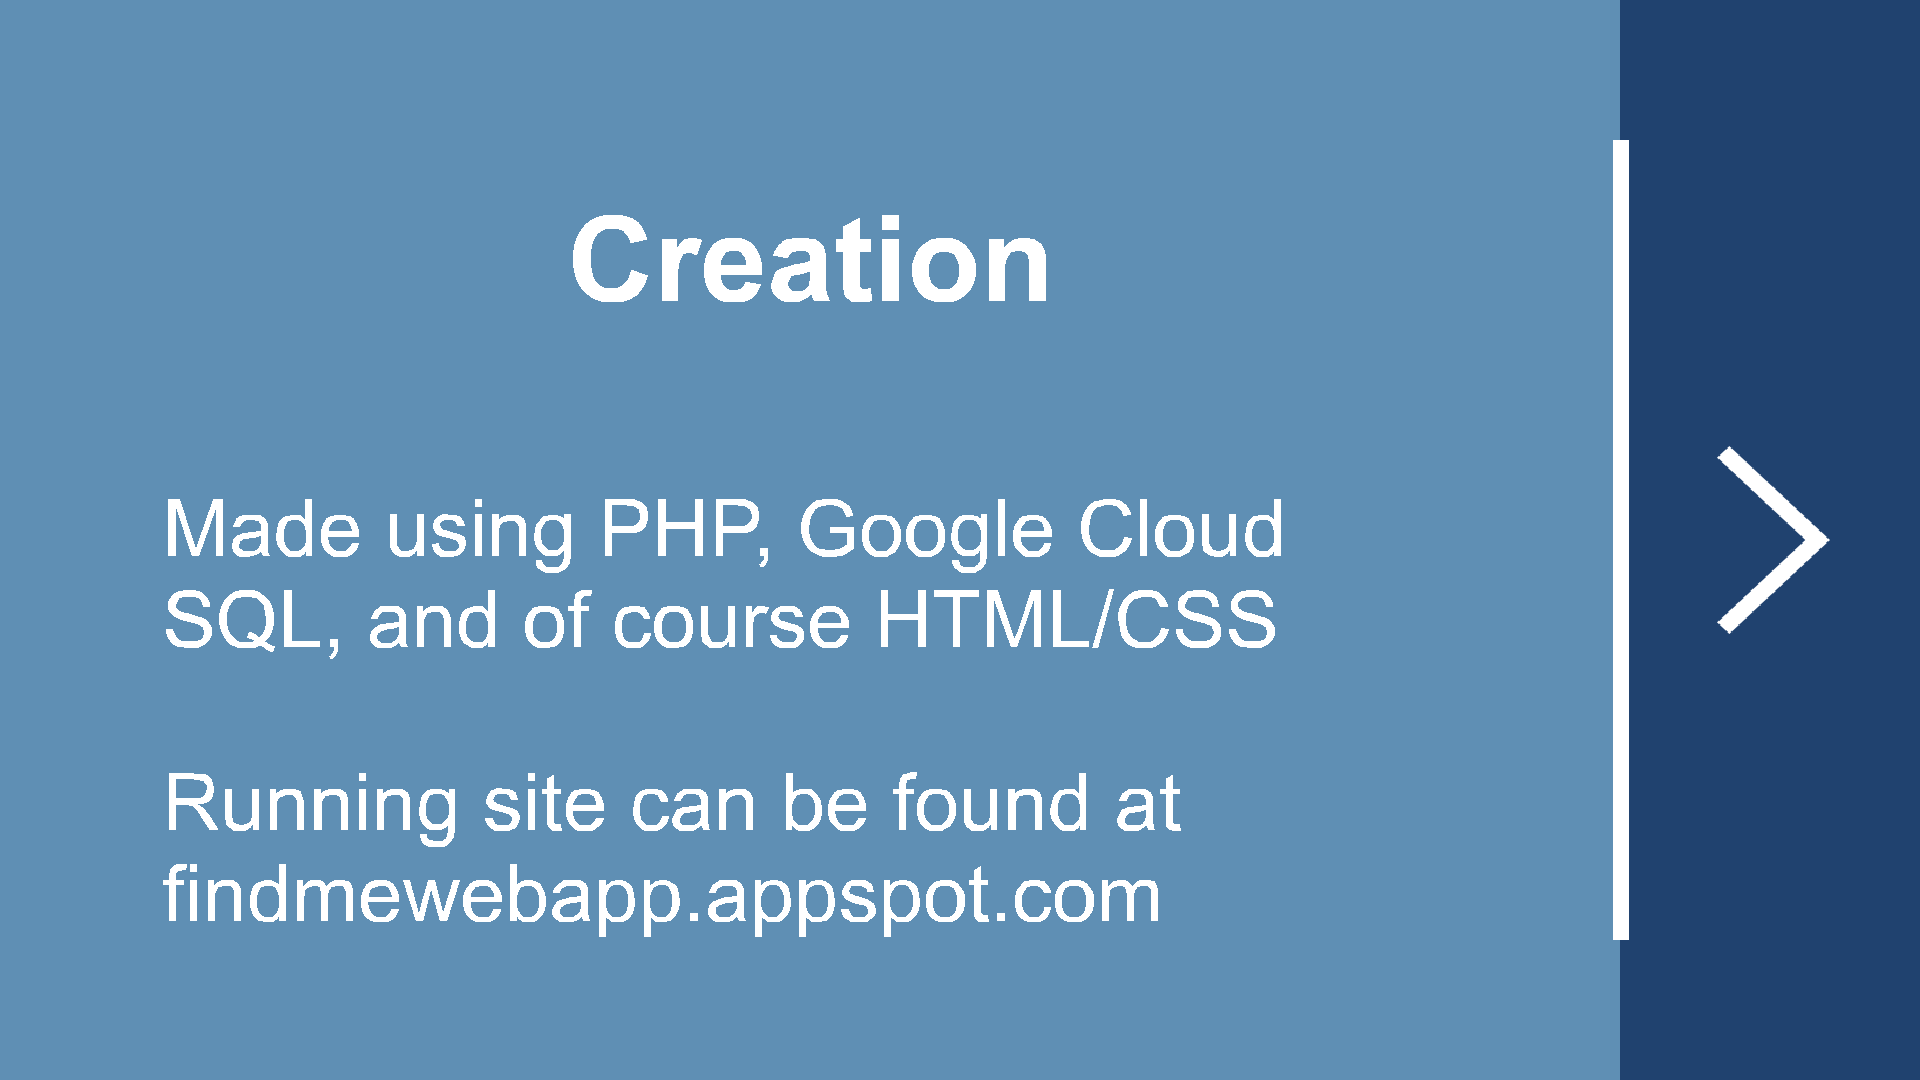 Creation
Made using PHP, Google Cloud
SQL, and of course HTML/CSS
Running site can be found at
findmewebapp.appspot.com